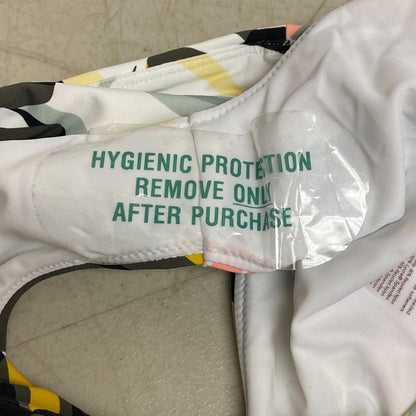 HYGIENIC PROTECTION
REMOVE ONLY
AFTER PURCHASE